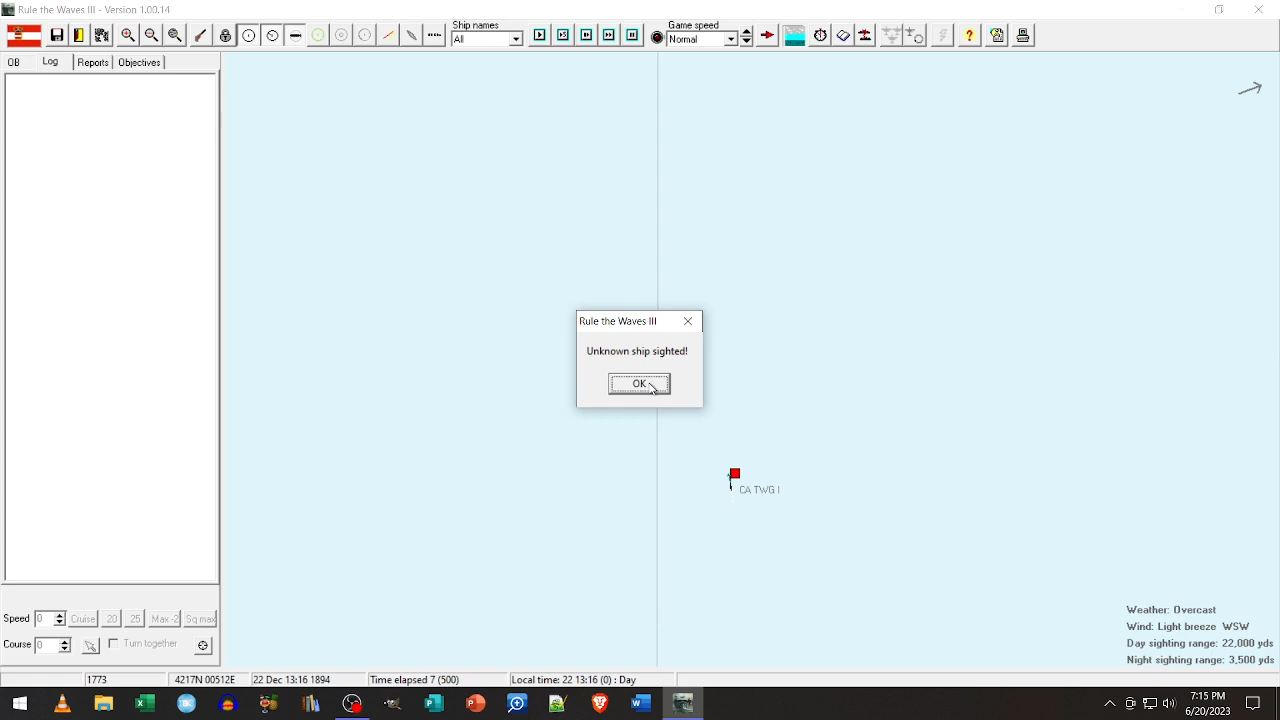 Rule the Waves III - Version 1.00.14
Ship names
All
Game speed
Normal
OB
Log
Reports
Objectives
Rule the Waves III
Unknown ship sighted!
OK
CA TWG I
Weather: Overcast
Wind: Light breeze WSW
Day sighting range: 22,000 yds
Night sighting range: 3,500 yds
Speed 0 Cruise 20 25 Max -2 Sq max
Course 0 Turn together
1773 4217N 00512E 22 Dec 13:16 1894 Time elapsed 7 (500) Local time: 22 13:16 (0) : Day
7:15 PM
6/20/2023